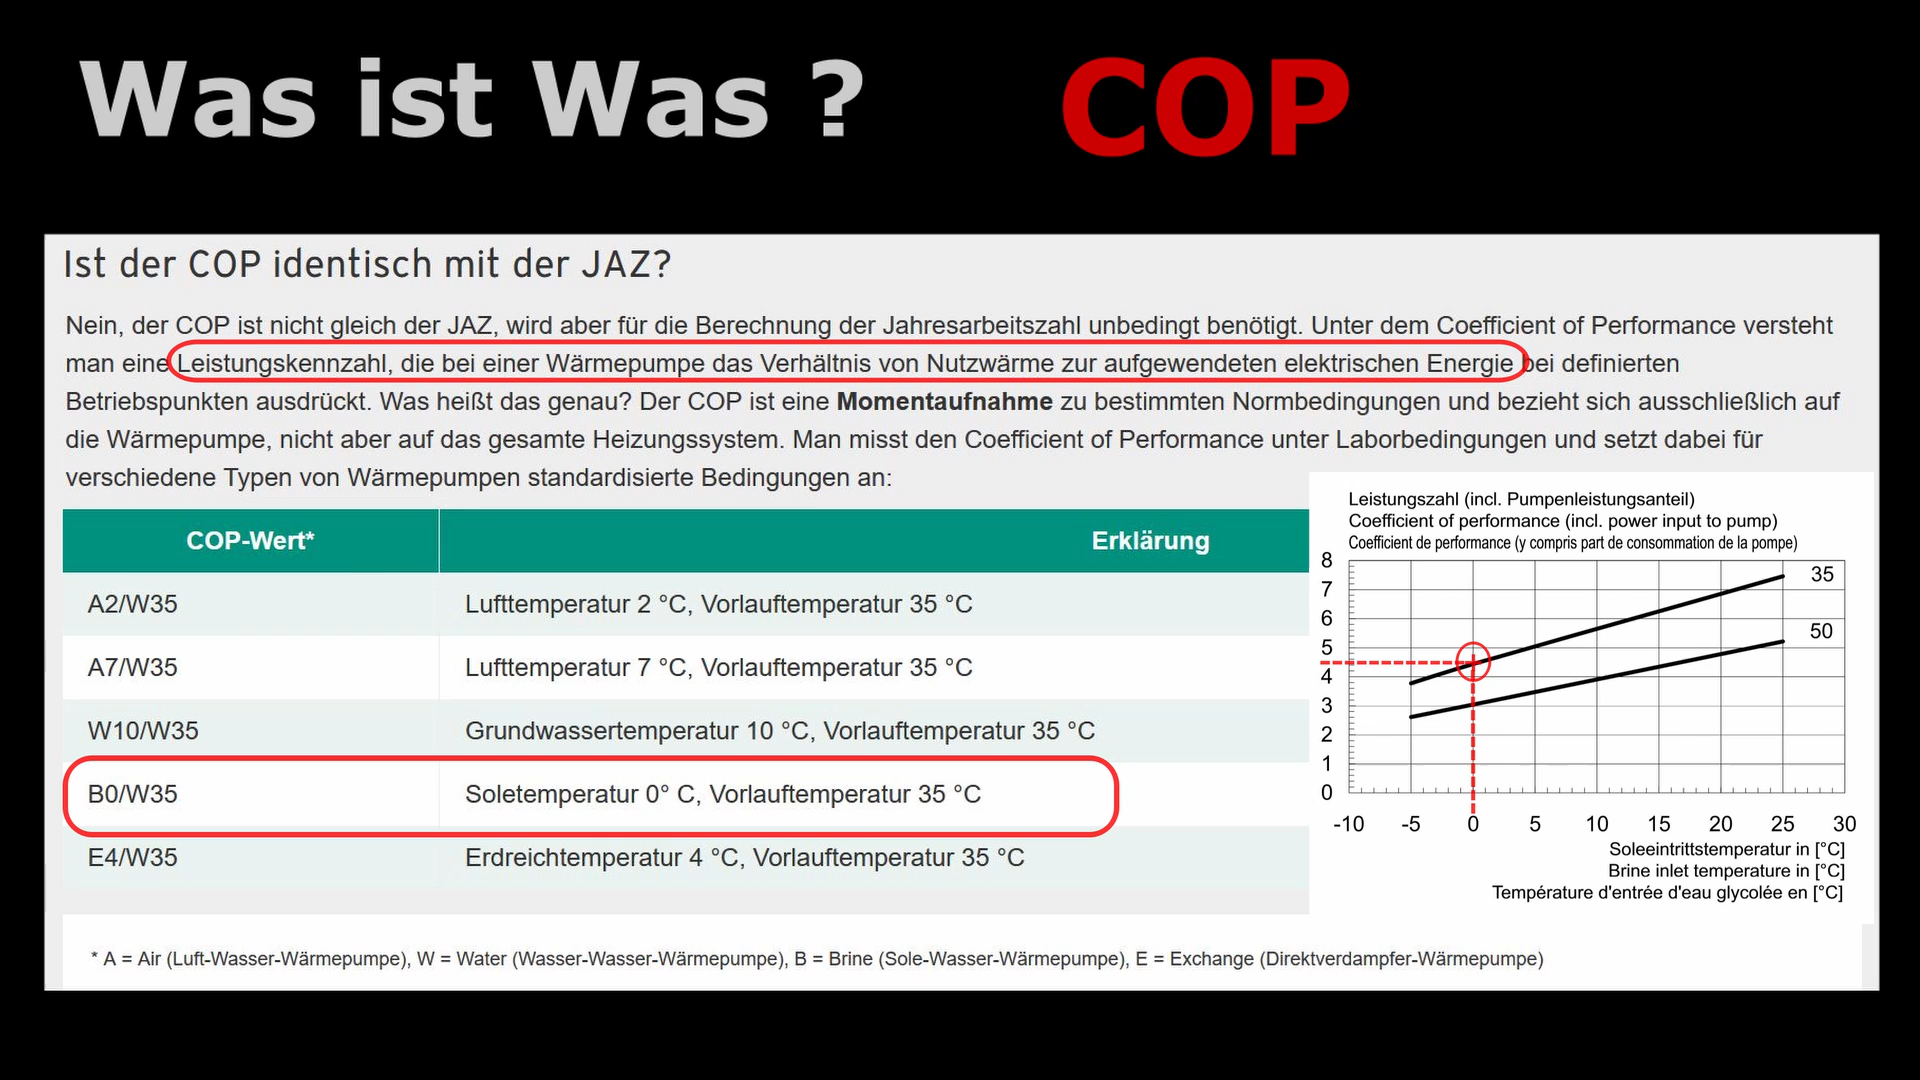 Was ist Was ? COP
Ist der COP identisch mit der JAZ?
Nein, der COP ist nicht gleich der JAZ, wird aber für die Berechnung der Jahresarbeitszahl unbedingt benötigt. Unter dem Coefficient of Performance versteht
man eine Leistungskennzahl, die bei einer Wärmepumpe das Verhältnis von Nutzwärme zur aufgewendeten elektrischen Energie bei definierten
Betriebspunkten ausdrückt. Was heißt das genau? Der COP ist eine Momentaufnahme zu bestimmten Normbedingungen und bezieht sich ausschließlich auf
die Wärmepumpe, nicht aber auf das gesamte Heizungssystem. Man misst den Coefficient of Performance unter Laborbedingungen und setzt dabei für
verschiedene Typen von Wärmepumpen standardisierte Bedingungen an:
COP-Wert* Erklärung
A2/W35 Lufttemperatur 2 °C, Vorlauftemperatur 35 °C
A7/W35 Lufttemperatur 7 °C, Vorlauftemperatur 35 °C
W10/W35 Grundwassertemperatur 10 °C, Vorlauftemperatur 35 °C
B0/W35 Soletemperatur 0° C, Vorlauftemperatur 35 °C
E4/W35 Erdreichtemperatur 4 °C, Vorlauftemperatur 35 °C
Leistungszahl (incl. Pumpenleistungsanteil)
Coefficient of performance (incl. power input to pump)
Coefficient de performance (y compris part de consommation de la pompe)
8
7
6
5
4
3
2
1
0
35
50
-10 -5 0 5 10 15 20 25 30
Soleeintrittstemperatur in [°C]
Brine inlet temperature in [°C]
Température d'entrée d'eau glycolée en [°C]
* A = Air (Luft-Wasser-Wärmepumpe), W = Water (Wasser-Wasser-Wärmepumpe), B = Brine (Sole-Wasser-Wärmepumpe), E = Exchange (Direktverdampfer-Wärmepumpe)